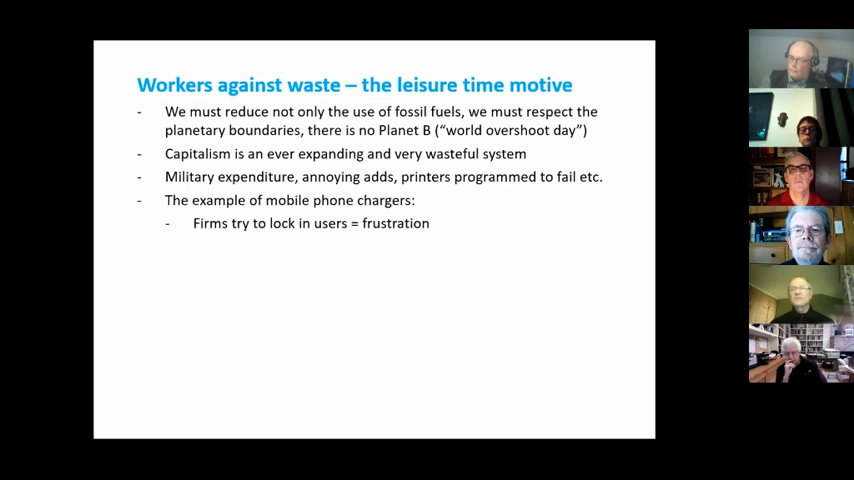 Workers against waste – the leisure time motive
- We must reduce not only the use of fossil fuels, we must respect the
planetary boundaries, there is no Planet B (“world overshoot day”)
- Capitalism is an ever expanding and very wasteful system
- Military expenditure, annoying adds, printers programmed to fail etc.
- The example of mobile phone chargers:
- Firms try to lock in users = frustration